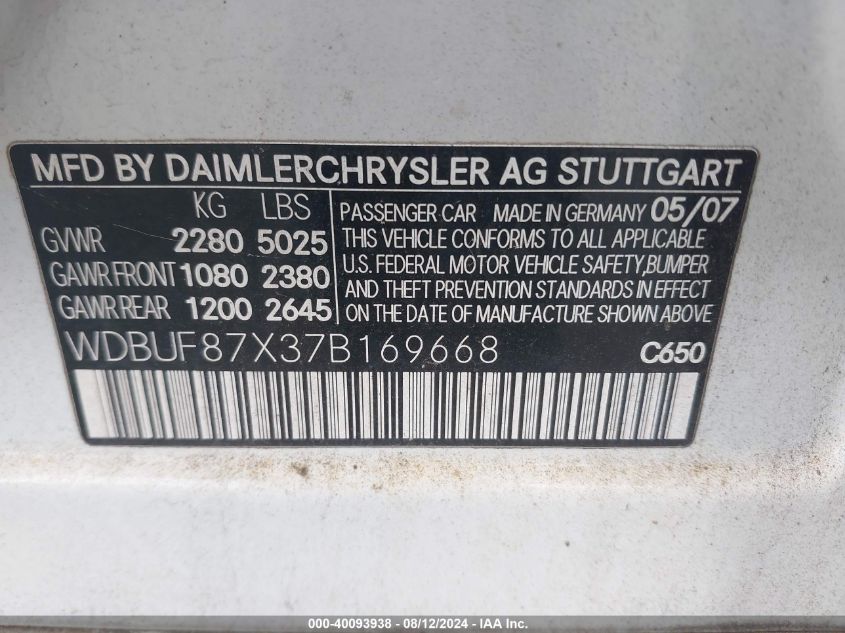 MFD BY DAIMLERCHRYSLER AG STUTTGART
KG LBS
GVWR 2280 5025
GAWR FRONT 1080 2380
GAWR REAR 1200 2645
PASSENGER CAR MADE IN GERMANY 05/07
THIS VEHICLE CONFORMS TO ALL APPLICABLE
U.S. FEDERAL MOTOR VEHICLE SAFETY,BUMPER
AND THEFT PREVENTION STANDARDS IN EFFECT
ON THE DATE OF MANUFACTURE SHOWN ABOVE
WDBUF87X37B169668 C650
000-40093938 - 08/12/2024 - IAA Inc.